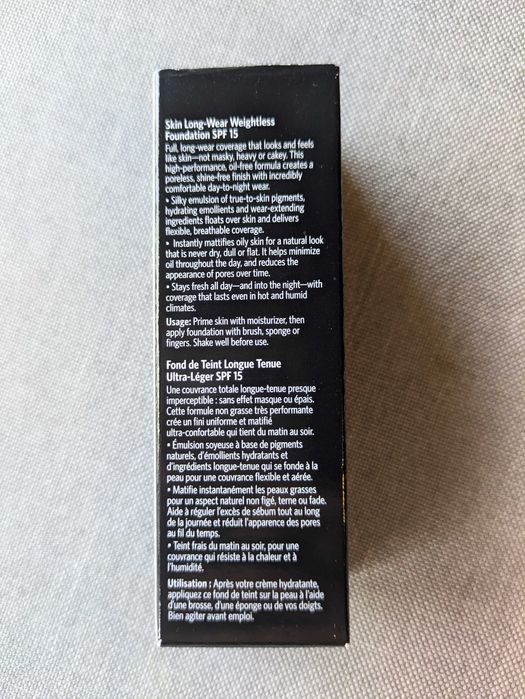 Skin Long-Wear Weightless
Foundation SPF 15
Full, long-wear coverage that looks and feels
like skin—not masky, heavy or cakey. This
high-performance, oil-free formula creates a
poreless, shine-free finish with incredibly
comfortable day-to-night wear.
• Silky emulsion of true-to-skin pigments,
hydrating emollients and wear-extending
ingredients floats over skin and delivers
flexible, breathable coverage.
• Instantly mattifies oily skin for a natural look
that is never dry, dull or flat. It helps minimize
oil throughout the day, and reduces the
appearance of pores over time.
• Stays fresh all day—and into the night—with
coverage that lasts even in hot and humid
climates.
Usage: Prime skin with moisturizer, then
apply foundation with brush, sponge or
fingers. Shake well before use.
Fond de Teint Longue Tenue
Ultra-Léger SPF 15
Une couvrance totale longue-tenue presque
imperceptible : sans effet masque ou épais.
Cette formule non grasse très performante
crée un fini uniforme et matifié
ultra-confortable qui tient du matin au soir.
• Émulsion soyeuse à base de pigments
naturels, d'émollients hydratants et
d'ingrédients longue-tenue qui se fonde à la
peau pour une couvrance flexible et aérée.
• Matifie instantanément les peaux grasses
pour un aspect naturel non figé, terne ou fade.
Aide à réguler l'excès de sébum tout au long
de la journée et réduit l'apparence des pores
au fil du temps.
• Teint frais du matin au soir, pour une
couvrance qui résiste à la chaleur et à
l'humidité.
Utilisation : Après votre crème hydratante,
appliquez ce fond de teint sur la peau à l'aide
d'une brosse, d'une éponge ou de vos doigts.
Bien agiter avant emploi.